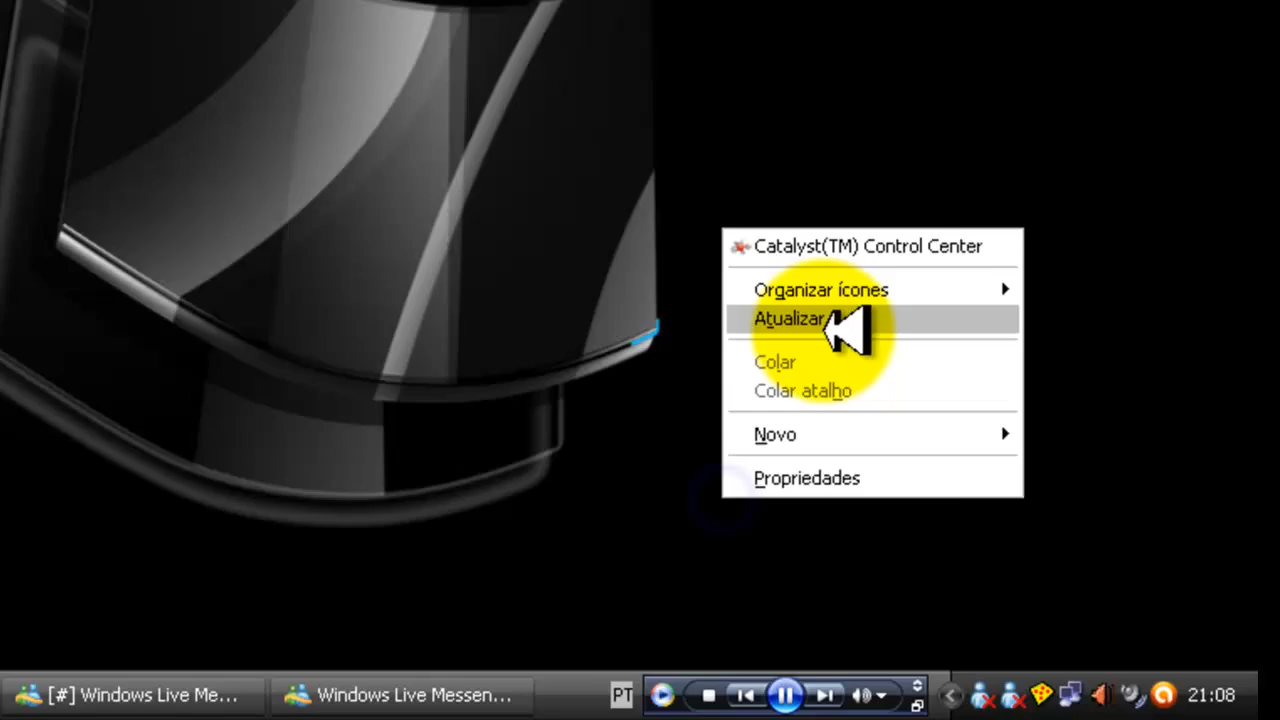 Catalyst(TM) Control Center
Organizar ícones
Atualizar
Colar
Colar atalho
Novo
Propriedades
[#] Windows Live Me...
Windows Live Messen...
PT
21:08